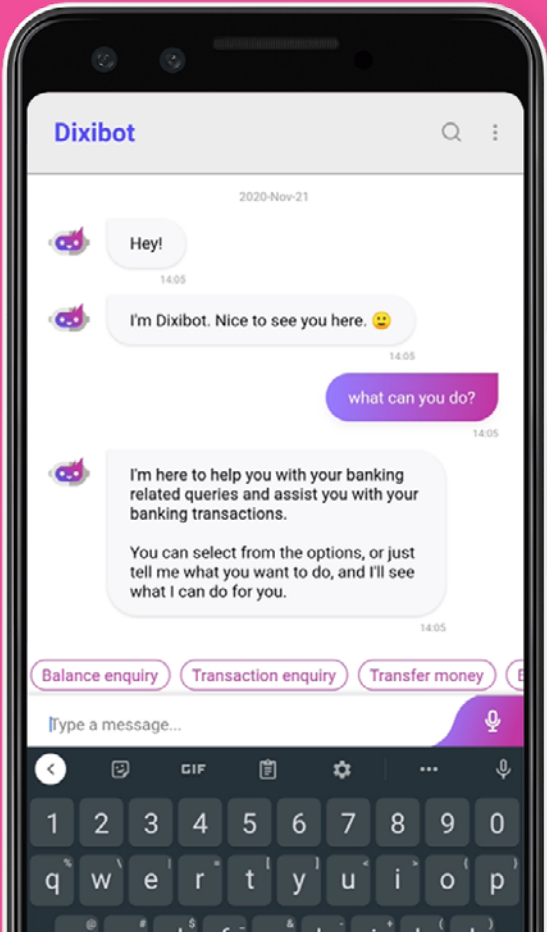 Dixibot
2020-Nov-21
Hey!
14:05
I'm Dixibot. Nice to see you here. 🙂
14:05
what can you do?
14:05
I'm here to help you with your banking
related queries and assist you with your
banking transactions.
You can select from the options, or just
tell me what you want to do, and I'll see
what I can do for you.
14:05
Balance enquiry Transaction enquiry Transfer money
Type a message...
GIF
1 2 3 4 5 6 7 8 9 0
q w e r t y u i o p